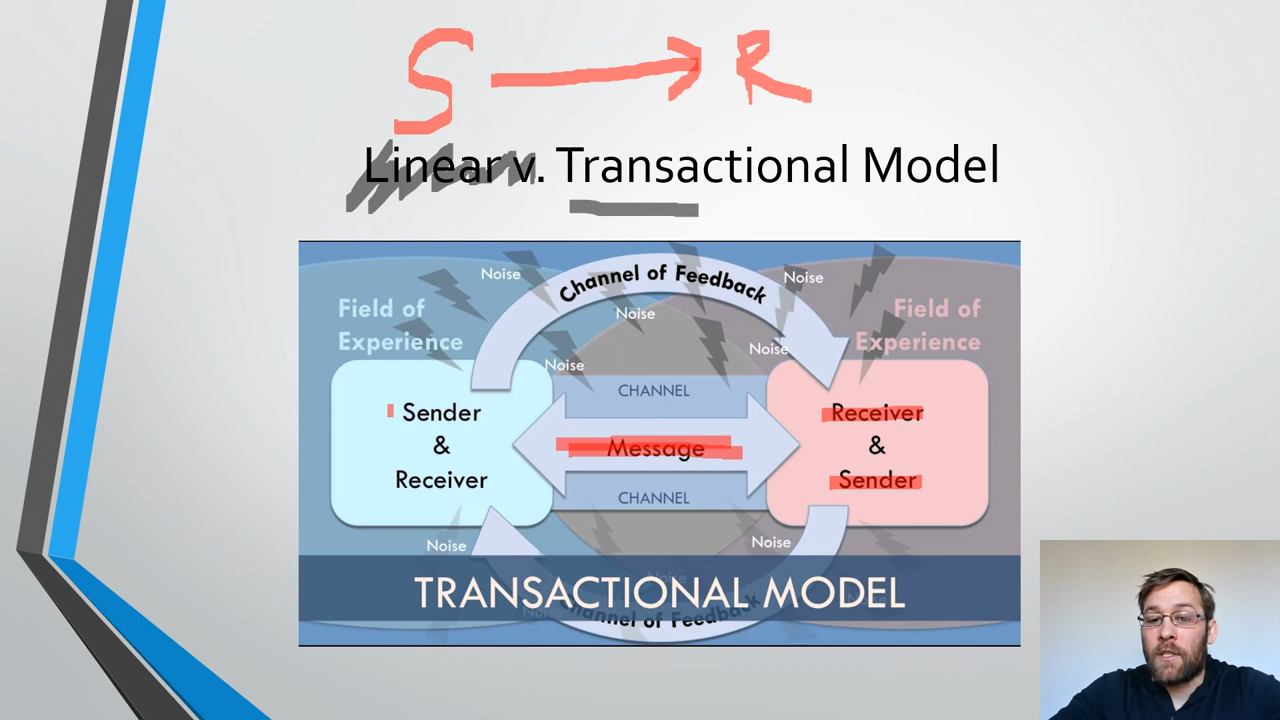 S → R
Linear v. Transactional Model
Channel of Feedback
Noise
Noise
Noise
Noise
Noise
Field of
Experience
Field of
Experience
CHANNEL
Sender
&
Receiver
Message
Receiver
&
Sender
CHANNEL
Noise
Noise
TRANSACTIONAL MODEL
Channel of Feedback